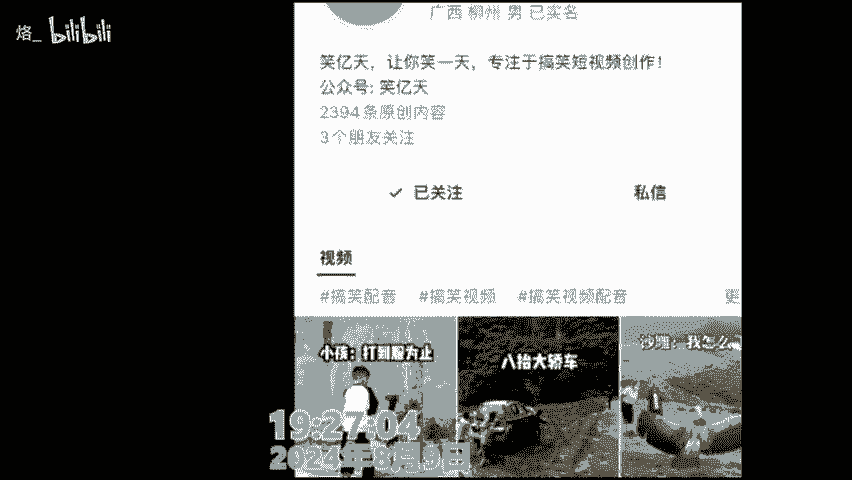 烙_ bilibili
广西 柳州 男 已实名
笑亿天，让你笑一天，专注于搞笑短视频创作！
公众号: 笑亿天
2394条原创内容
3个朋友关注
✓ 已关注 私信
视频
#搞笑配音 #搞笑视频 #搞笑视频配音 更
小孩：打到服为止
八抬大轿车
沙雕：我怎么
19:27:04
2024年8月9日